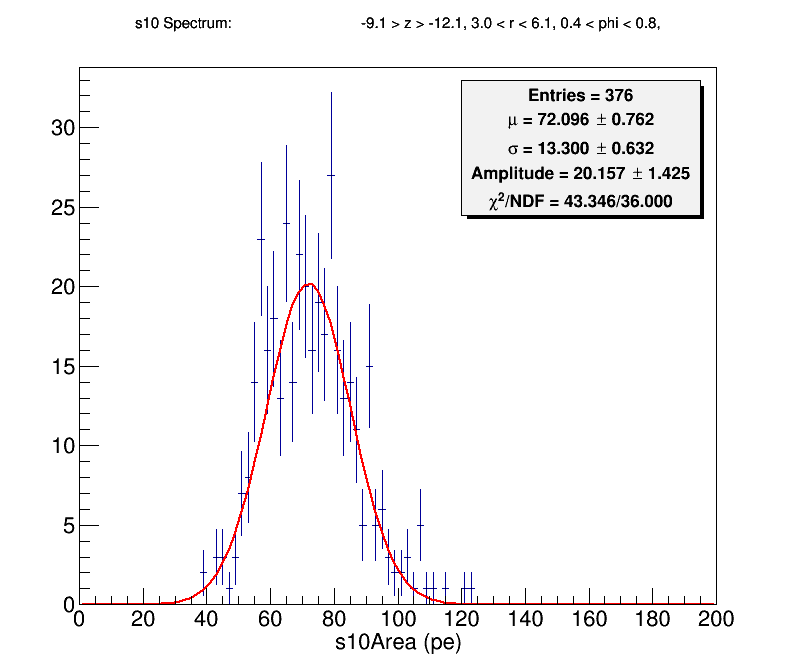 s10 Spectrum: -9.1 > z > -12.1, 3.0 < r < 6.1, 0.4 < phi < 0.8,
Entries = 376
μ = 72.096 ± 0.762
σ = 13.300 ± 0.632
Amplitude = 20.157 ± 1.425
χ²/NDF = 43.346/36.000
30
25
20
15
10
5
0
0 20 40 60 80 100 120 140 160 180 200
s10Area (pe)